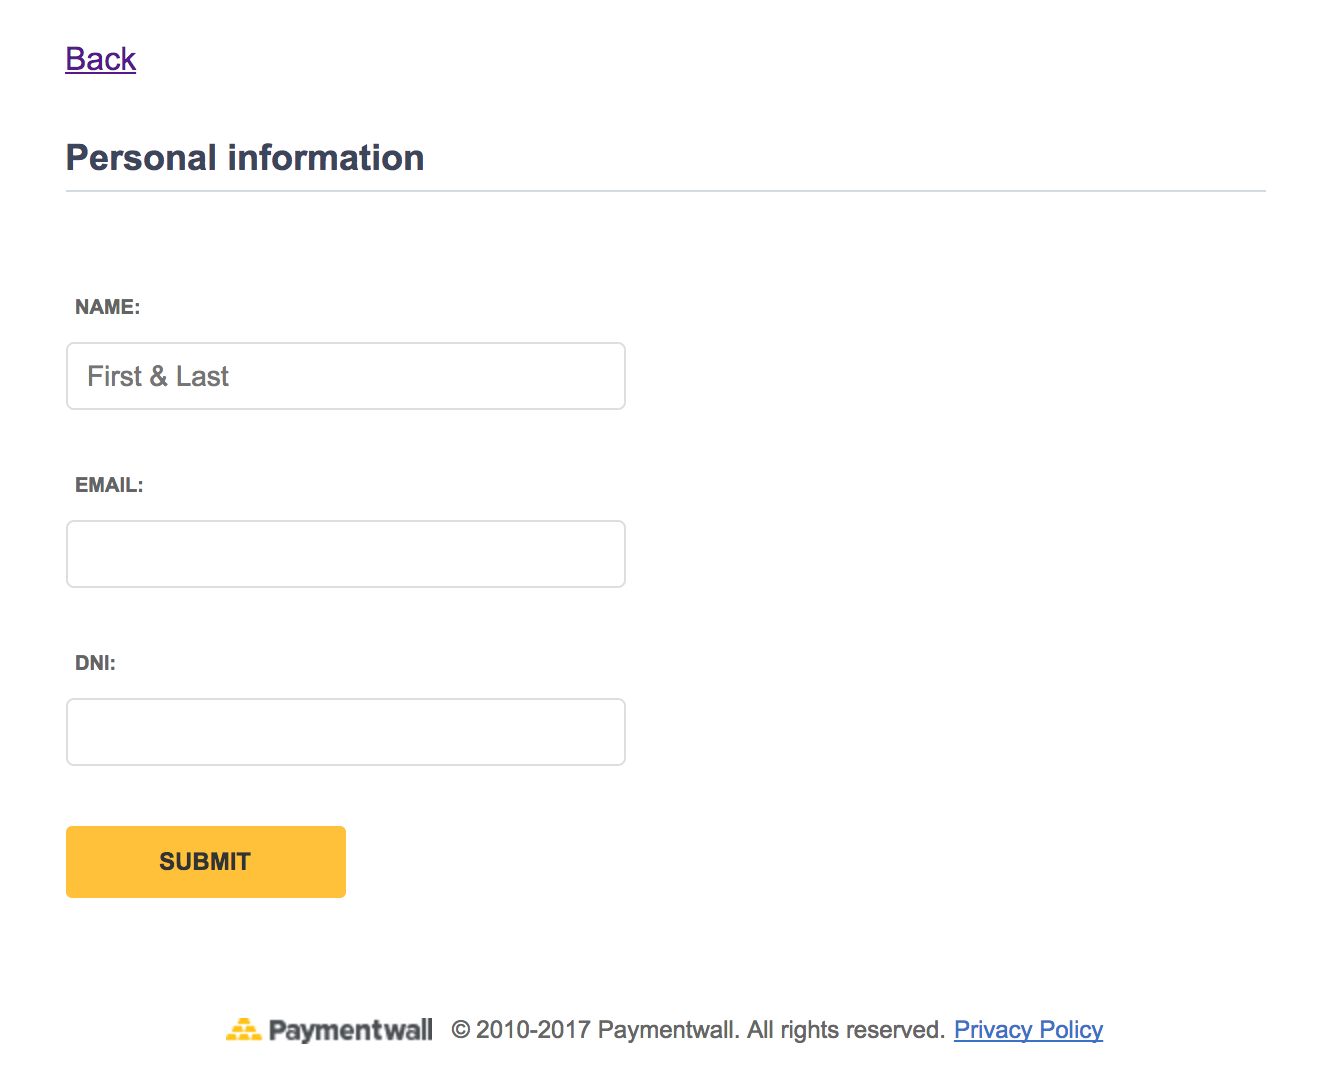 Back
Personal information
NAME:
First & Last
EMAIL:
DNI:
SUBMIT
Paymentwall © 2010-2017 Paymentwall. All rights reserved. Privacy Policy